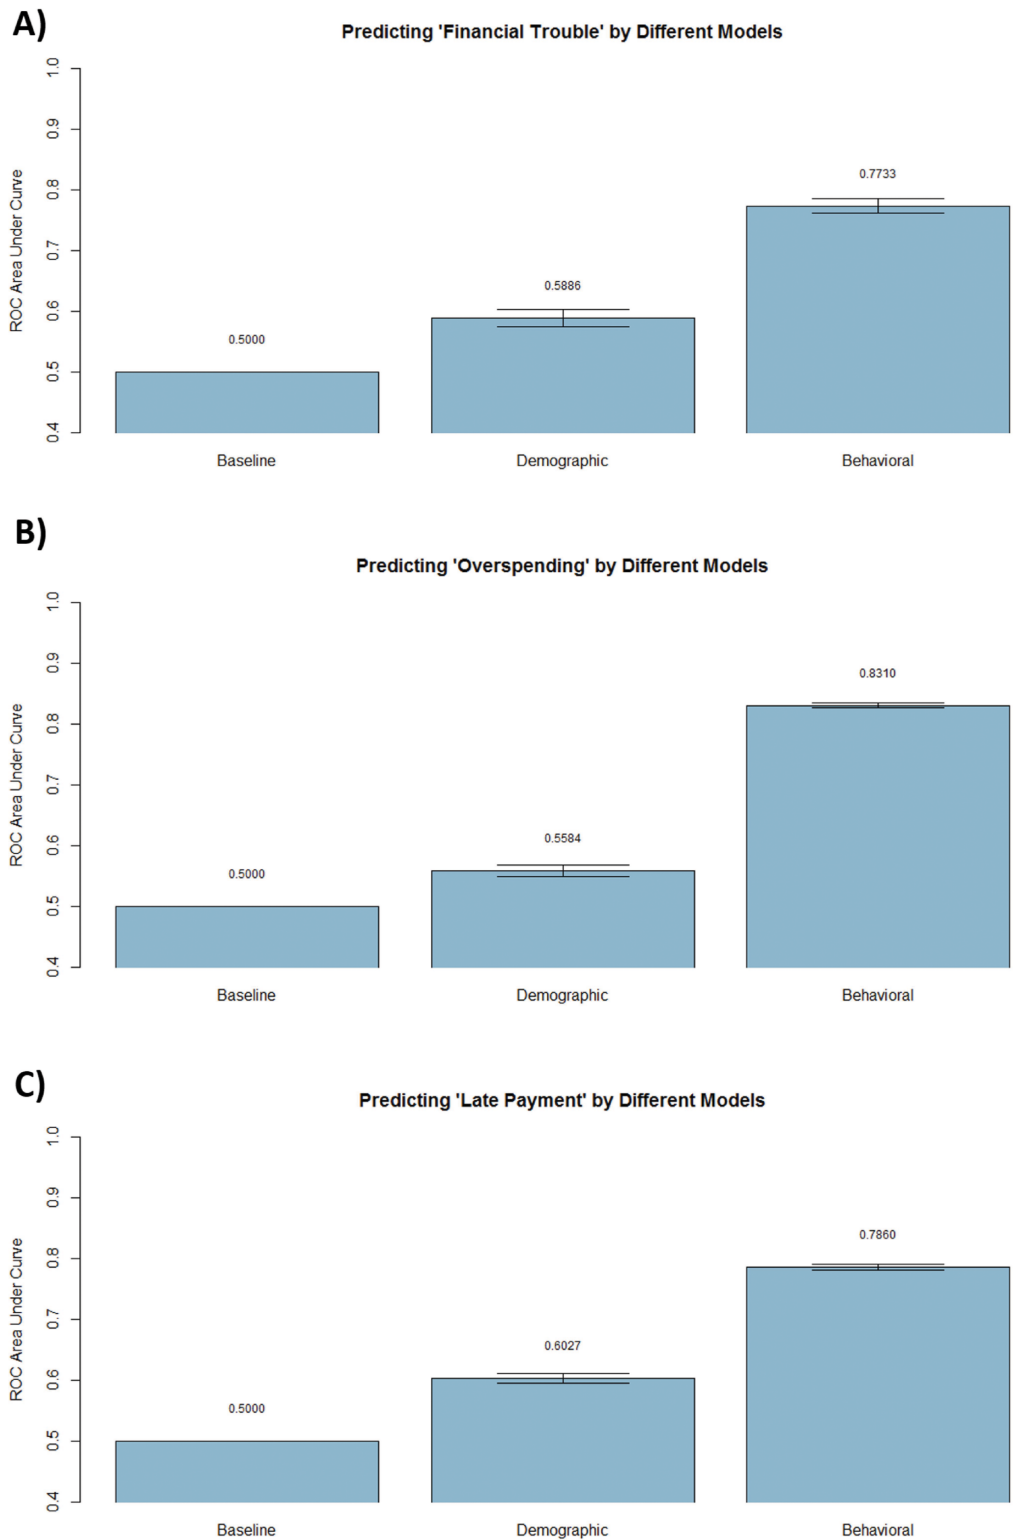 A)
Predicting 'Financial Trouble' by Different Models
ROC Area Under Curve
1.0
0.9
0.8
0.7
0.6
0.5
0.4
0.5000
0.5886
0.7733
Baseline
Demographic
Behavioral
B)
Predicting 'Overspending' by Different Models
ROC Area Under Curve
1.0
0.9
0.8
0.7
0.6
0.5
0.4
0.5000
0.5584
0.8310
Baseline
Demographic
Behavioral
C)
Predicting 'Late Payment' by Different Models
ROC Area Under Curve
1.0
0.9
0.8
0.7
0.6
0.5
0.4
0.5000
0.6027
0.7860
Baseline
Demographic
Behavioral